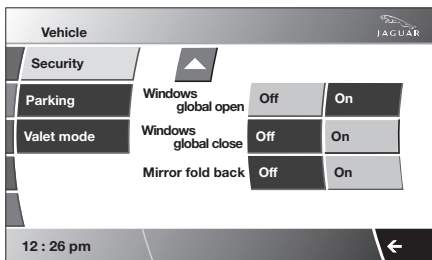 Vehicle
JAGUAR
Security
Parking
Valet mode
Windows
global open
Off
On
Windows
global close
Off
On
Mirror fold back
Off
On
12 : 26 pm